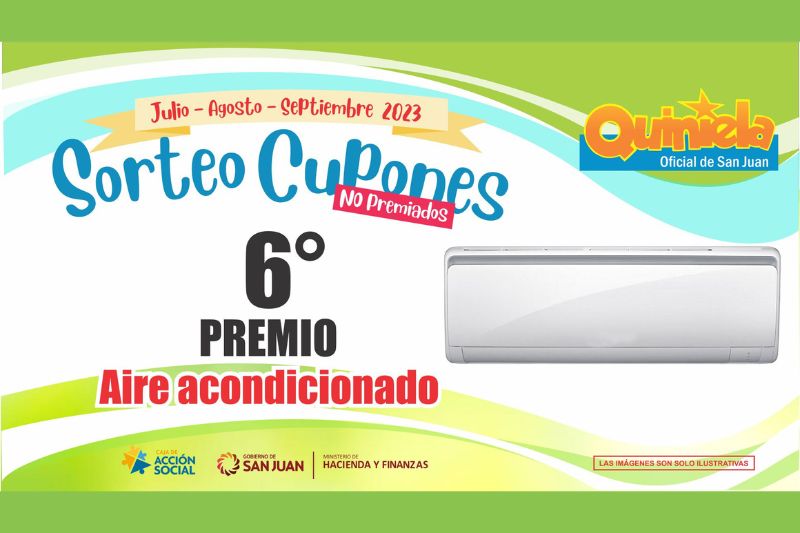 Julio - Agosto - Septiembre 2023
Sorteo Cupones
NO Premiados
Quiniela
Oficial de San Juan
6°
PREMIO
Aire acondicionado
CAJA DE
ACCIÓN
SOCIAL
GOBIERNO DE
SAN JUAN
MINISTERIO DE
HACIENDA Y FINANZAS
LAS IMÁGENES SON SOLO ILUSTRATIVAS